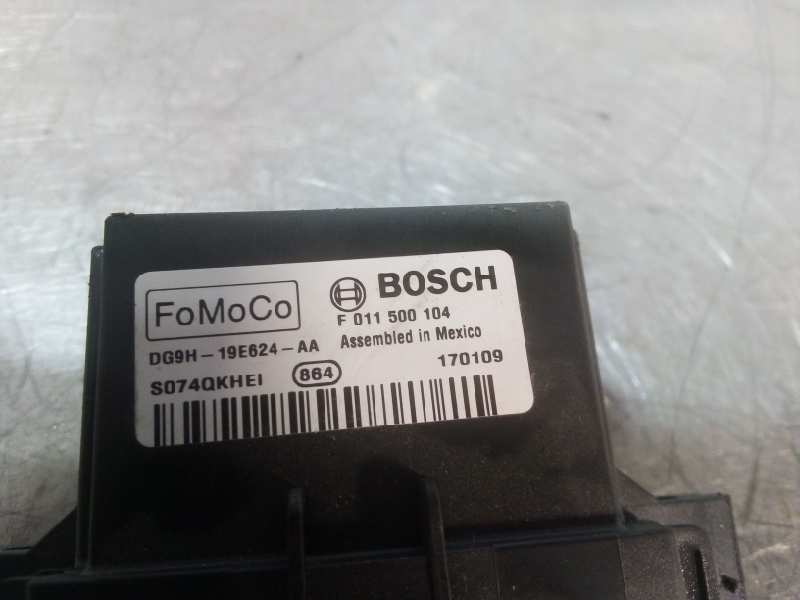 FoMoCo
BOSCH
F 011 500 104
DG9H-19E624-AA
Assembled in Mexico
S074QKHEI
864
170109